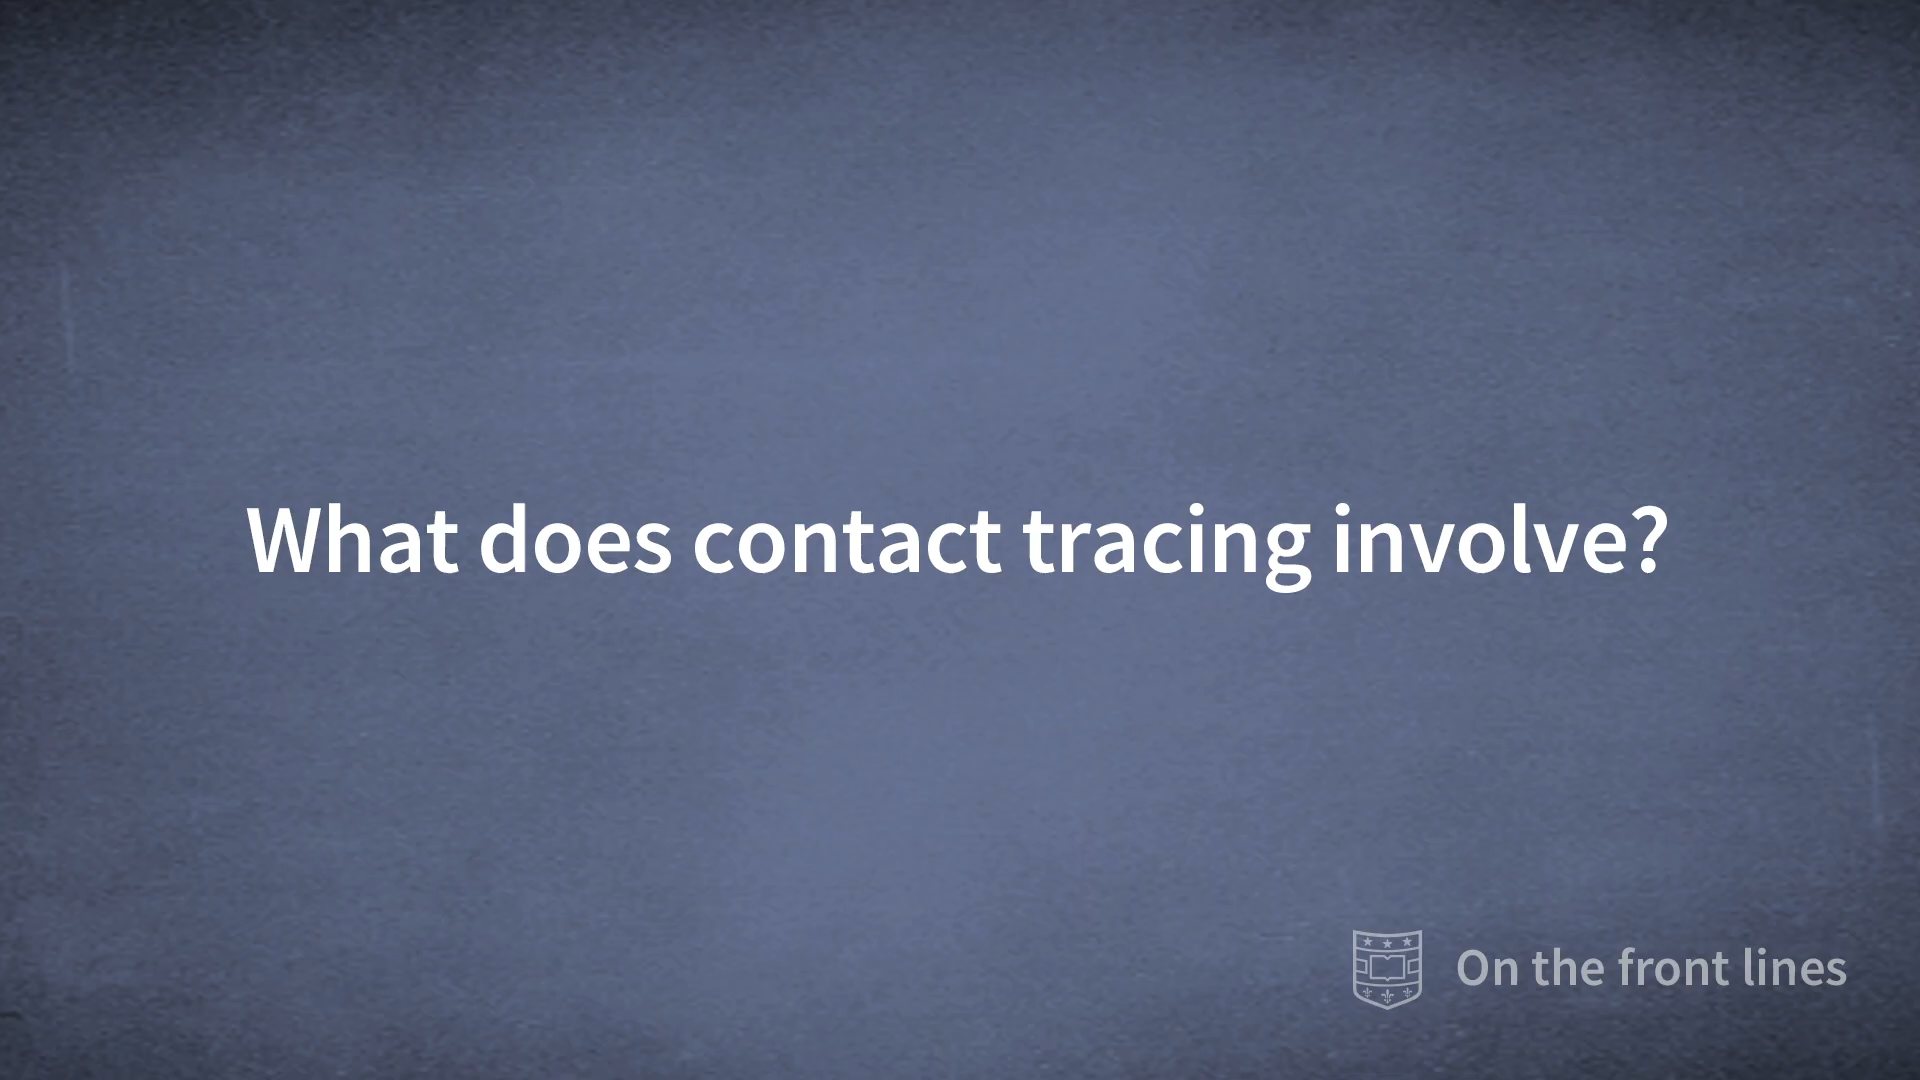 What does contact tracing involve?
On the front lines